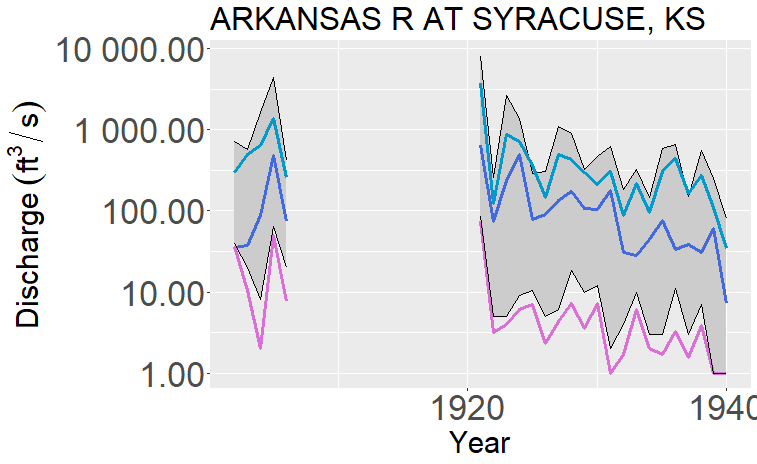 ARKANSAS R AT SYRACUSE, KS
Discharge (ft³/s)
10 000.00
1 000.00
100.00
10.00
1.00
1920
1940
Year